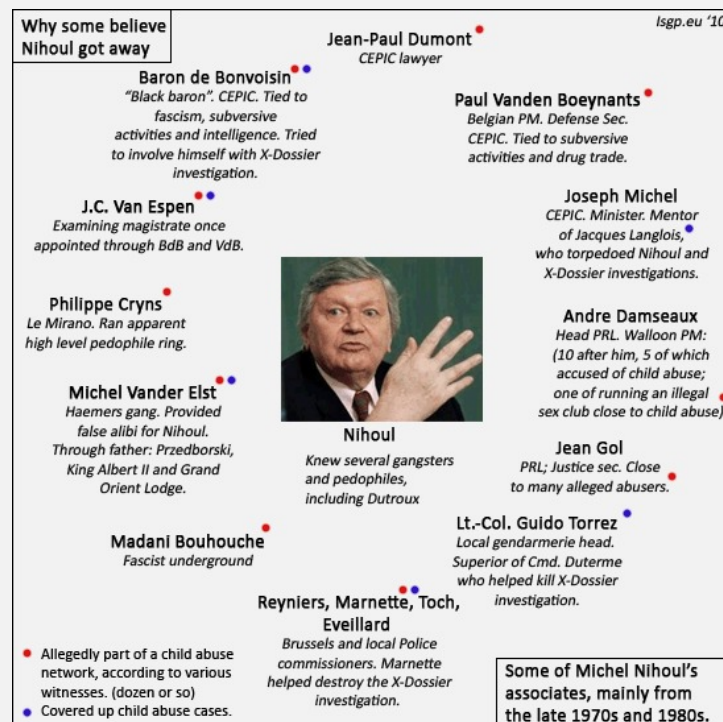 Why some believe
Nihoul got away
lsgp.eu '10
Jean-Paul Dumont
CEPIC lawyer
Baron de Bonvoisin
"Black baron". CEPIC. Tied to
fascism, subversive
activities and intelligence. Tried
to involve himself with X-Dossier
investigation.
Paul Vanden Boeynants
Belgian PM. Defense Sec.
CEPIC. Tied to subversive
activities and drug trade.
J.C. Van Espen
Examining magistrate once
appointed through BdB and VdB.
Joseph Michel
CEPIC. Minister. Mentor
of Jacques Langlois,
who torpedoed Nihoul and
X-Dossier investigations.
Philippe Cryns
Le Mirano. Ran apparent
high level pedophile ring.
Andre Damseaux
Head PRL. Walloon PM:
(10 after him, 5 of which
accused of child abuse;
one of running an illegal
sex club close to child abuse)
Michel Vander Elst
Haemers gang. Provided
false alibi for Nihoul.
Through father: Przedborski,
King Albert II and Grand
Orient Lodge.
Nihoul
Knew several gangsters
and pedophiles,
including Dutroux
Jean Gol
PRL; Justice sec. Close
to many alleged abusers.
Madani Bouhouche
Fascist underground
Lt.-Col. Guido Torrez
Local gendarmerie head.
Superior of Cmd. Duterme
who helped kill X-Dossier
investigation.
Reyniers, Marnette, Toch,
Eveillard
Brussels and local Police
commissioners. Marnette
helped destroy the X-Dossier
investigation.
Allegedly part of a child abuse
network, according to various
witnesses. (dozen or so)
Covered up child abuse cases.
Some of Michel Nihoul's
associates, mainly from
the late 1970s and 1980s.